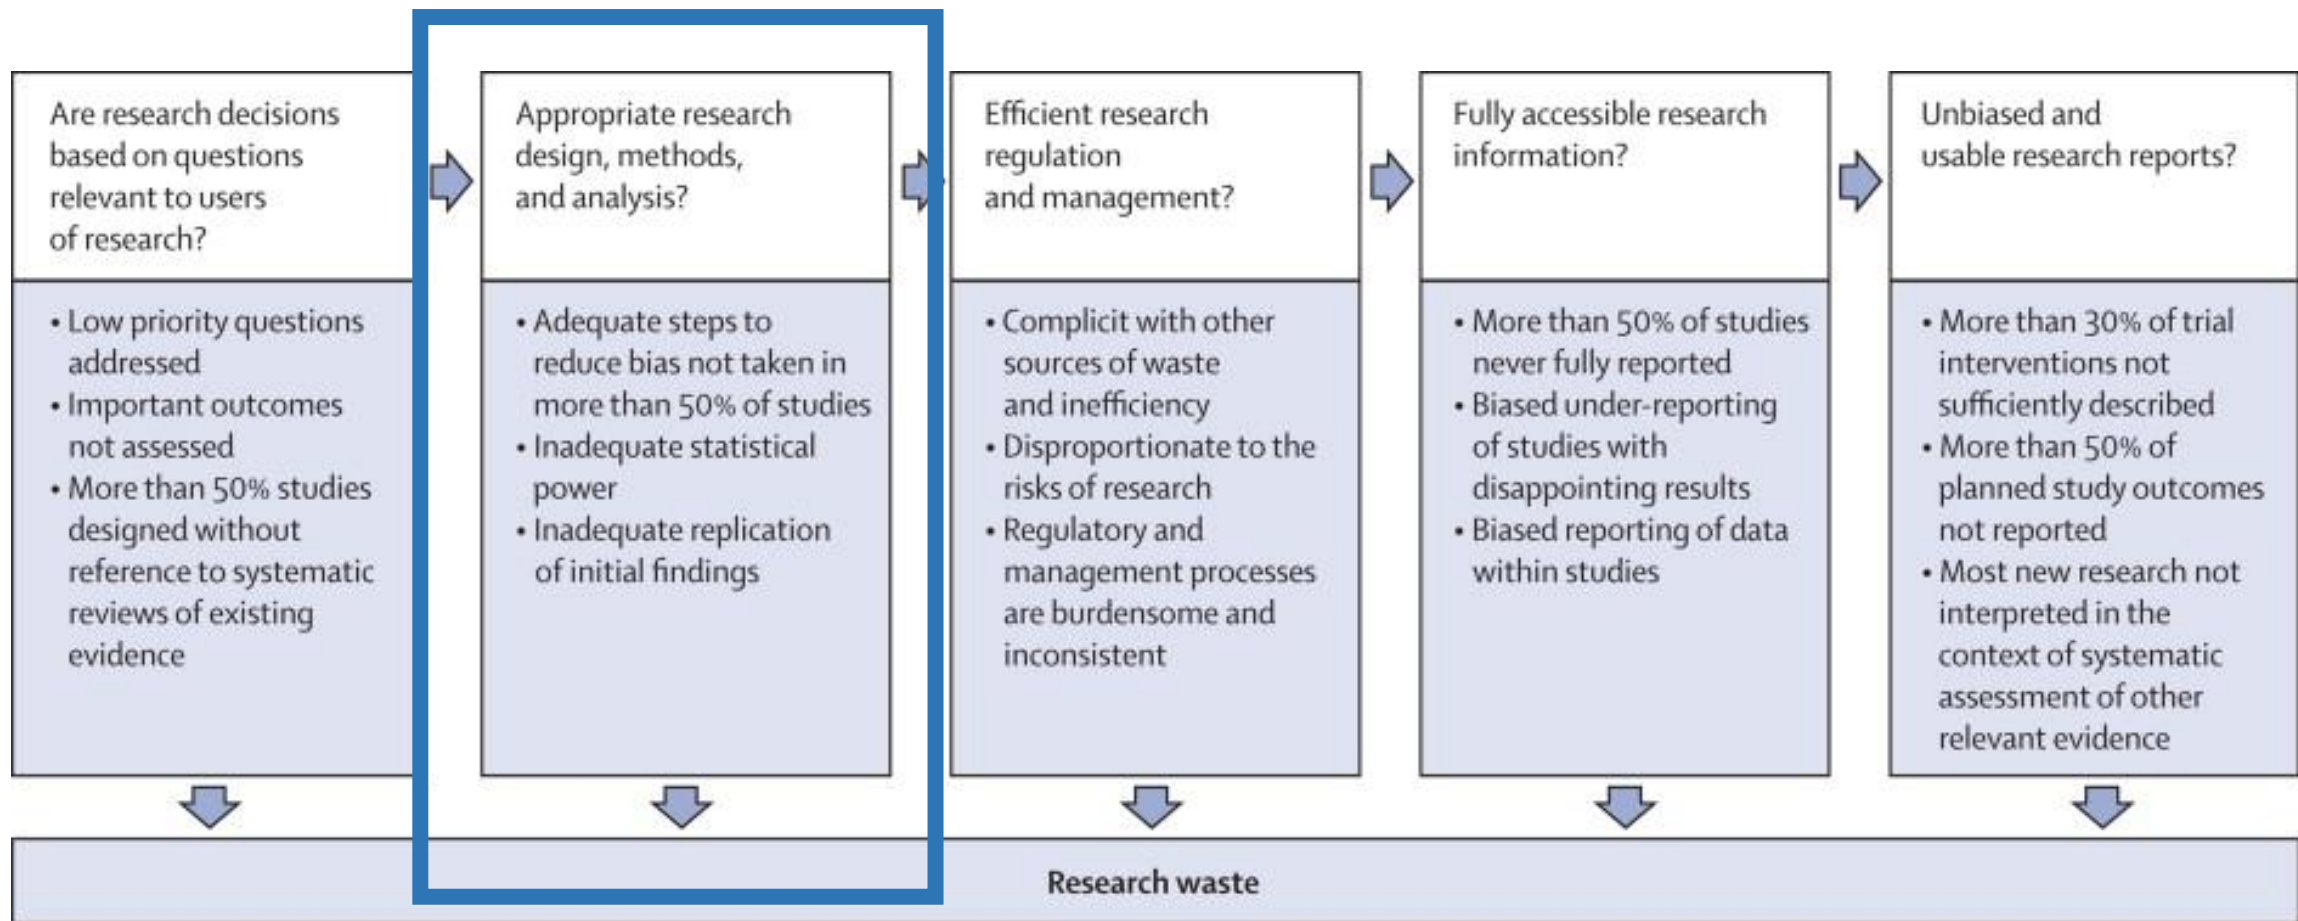 Are research decisions
based on questions
relevant to users
of research?
• Low priority questions
addressed
• Important outcomes
not assessed
• More than 50% studies
designed without
reference to systematic
reviews of existing
evidence
Appropriate research
design, methods,
and analysis?
• Adequate steps to
reduce bias not taken in
more than 50% of studies
• Inadequate statistical
power
• Inadequate replication
of initial findings
Efficient research
regulation
and management?
• Complicit with other
sources of waste
and inefficiency
• Disproportionate to the
risks of research
• Regulatory and
management processes
are burdensome and
inconsistent
Fully accessible research
information?
• More than 50% of studies
never fully reported
• Biased under-reporting
of studies with
disappointing results
• Biased reporting of data
within studies
Unbiased and
usable research reports?
• More than 30% of trial
interventions not
sufficiently described
• More than 50% of
planned study outcomes
not reported
• Most new research not
interpreted in the
context of systematic
assessment of other
relevant evidence
Research waste